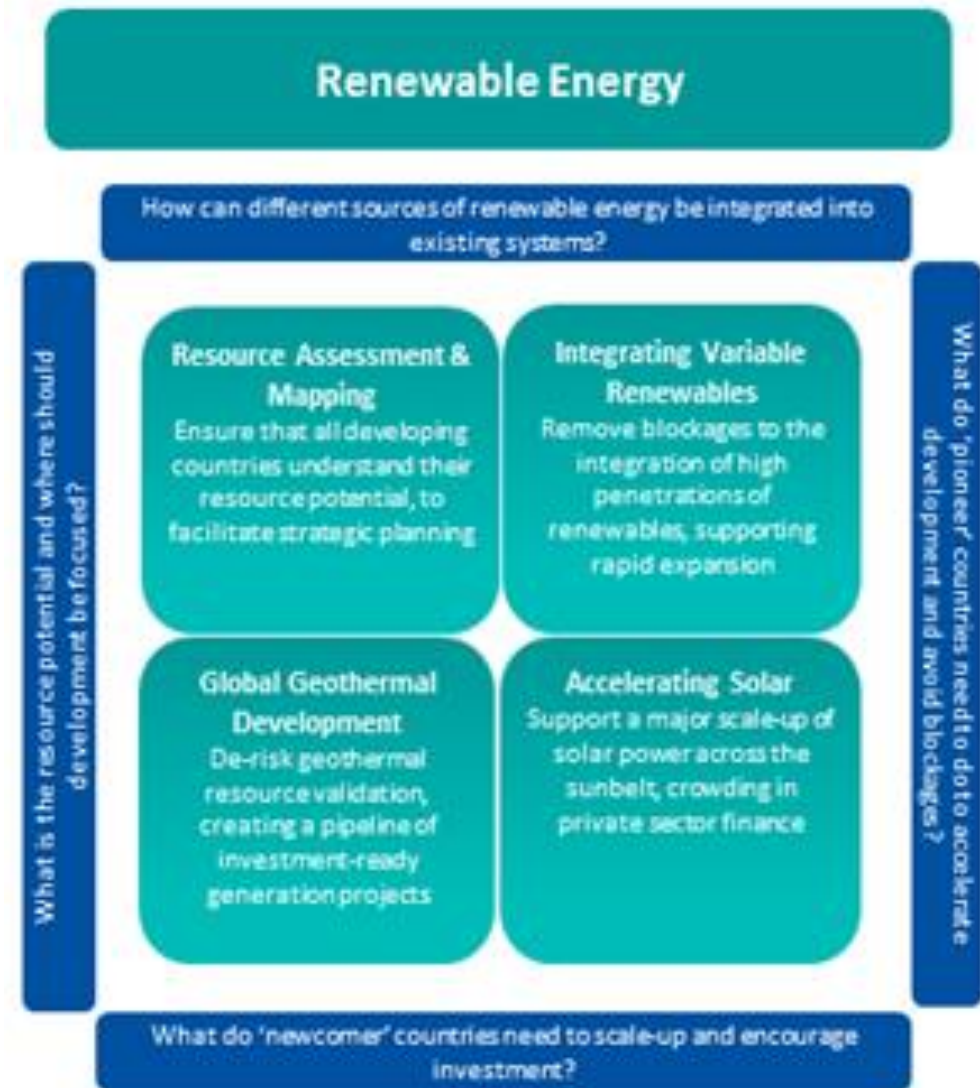 Renewable Energy
How can different sources of renewable energy be integrated into
existing systems?
What is the resource potential and where should
development be focused?
Resource Assessment &
Mapping
Ensure that all developing
countries understand their
resource potential, to
facilitate strategic planning
Integrating Variable
Renewables
Remove blockages to the
integration of high
penetrations of
renewables, supporting
rapid expansion
Global Geothermal
Development
De-risk geothermal
resource validation,
creating a pipeline of
investment-ready
generation projects
Accelerating Solar
Support a major scale-up of
solar power across the
sunbelt, crowding in
private sector finance
What do 'pioneer' countries need to do to accelerate
development and avoid blockages?
What do 'newcomer' countries need to scale-up and encourage
investment?